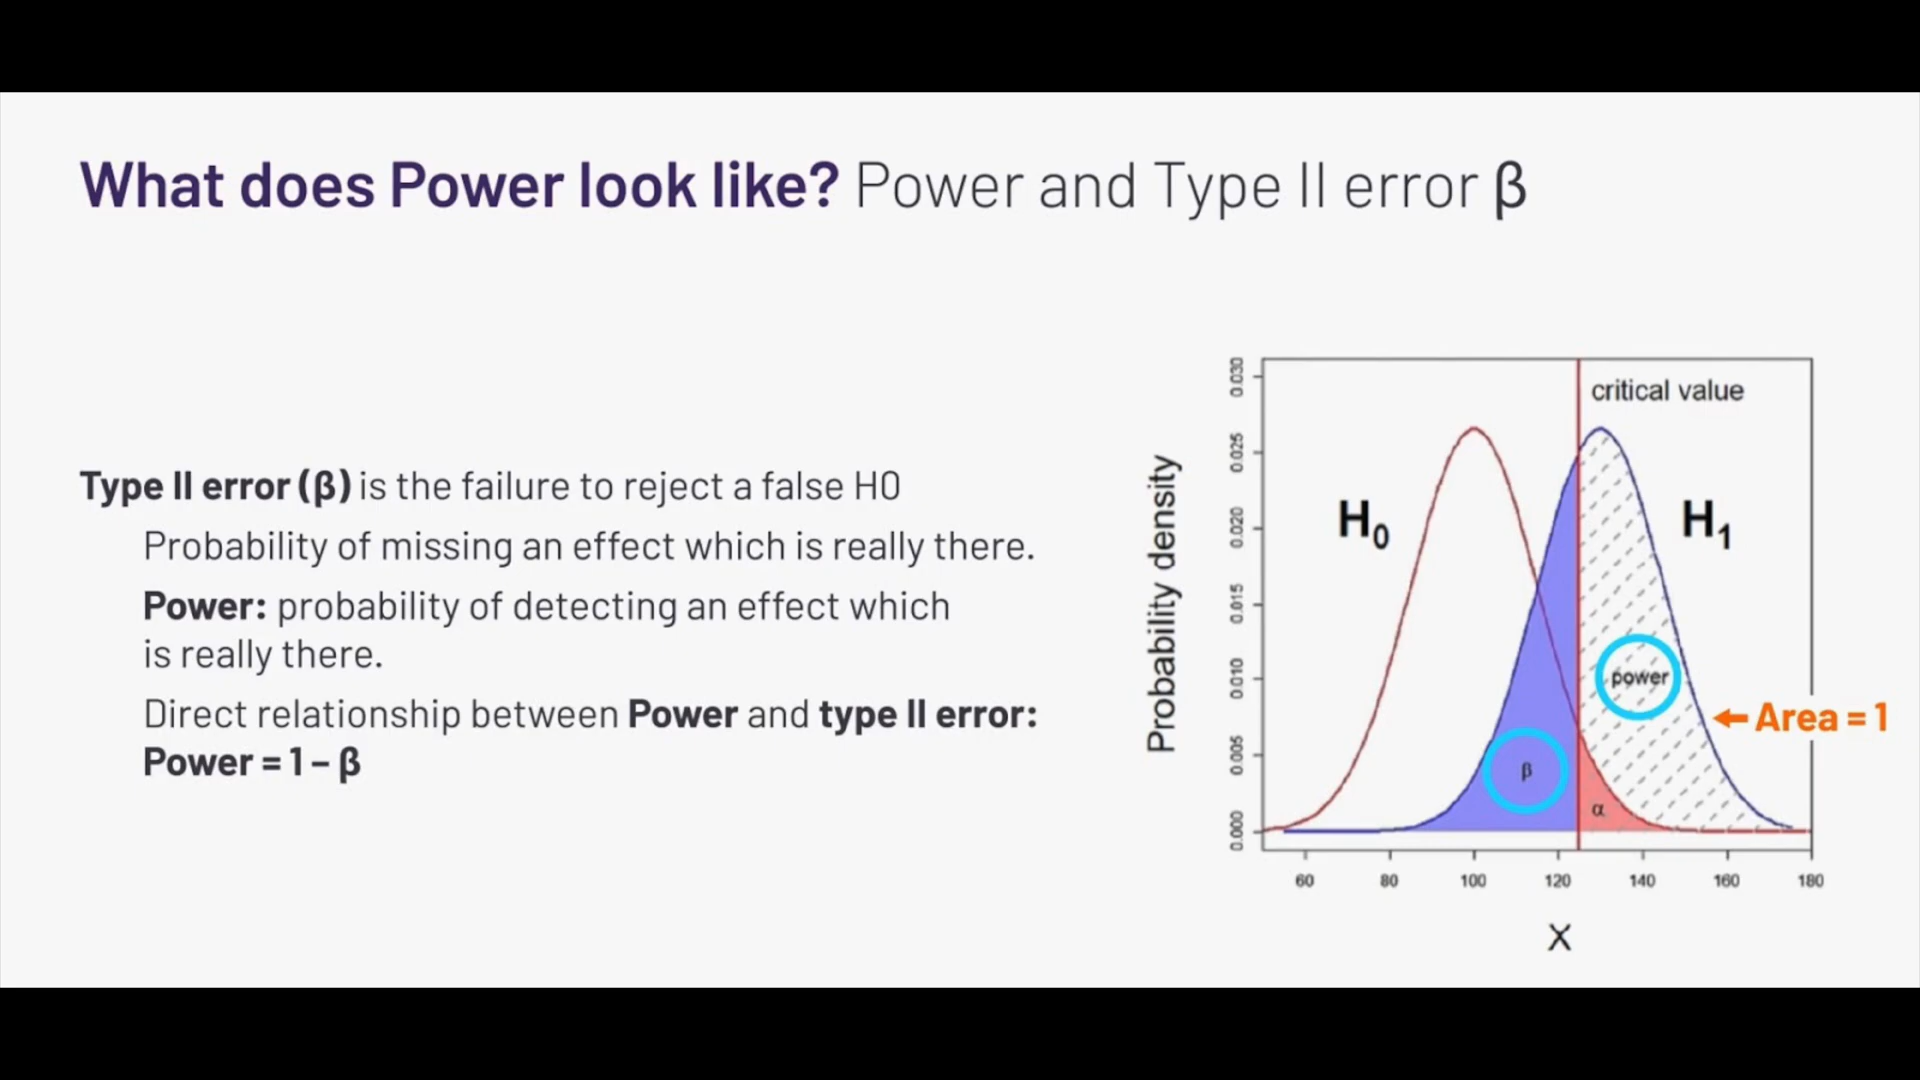 What does Power look like? Power and Type II error β
Type II error (β) is the failure to reject a false H0
Probability of missing an effect which is really there.
Power: probability of detecting an effect which
is really there.
Direct relationship between Power and type II error:
Power = 1 – β
critical value
H₀
H₁
power
β
α
← Area = 1
Probability density
0.030
0.025
0.020
0.015
0.010
0.005
0.000
60 80 100 120 140 160 180
X